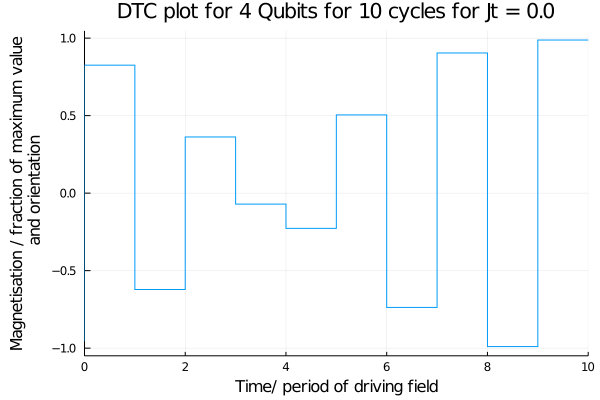 DTC plot for 4 Qubits for 10 cycles for Jt = 0.0
Magnetisation / fraction of maximum value
and orientation
1.0
0.5
0.0
−0.5
−1.0
0 2 4 6 8 10
Time/ period of driving field